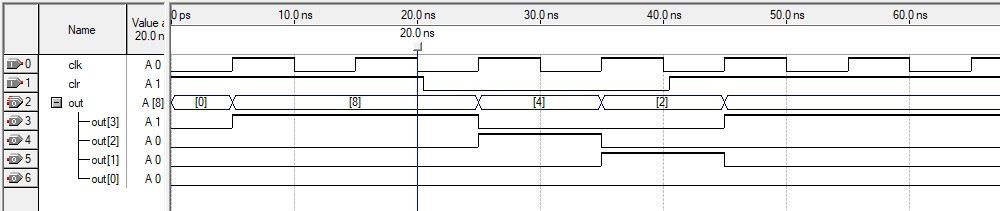 Name
Value a
20.0 n
0 ps
10.0 ns
20.0 ns
30.0 ns
40.0 ns
50.0 ns
60.0 ns
20.0 ns
0 clk A 0
1 clr A 1
2 out A [8] [0] [8] [4] [2]
3 out[3] A 1
4 out[2] A 0
5 out[1] A 0
6 out[0] A 0